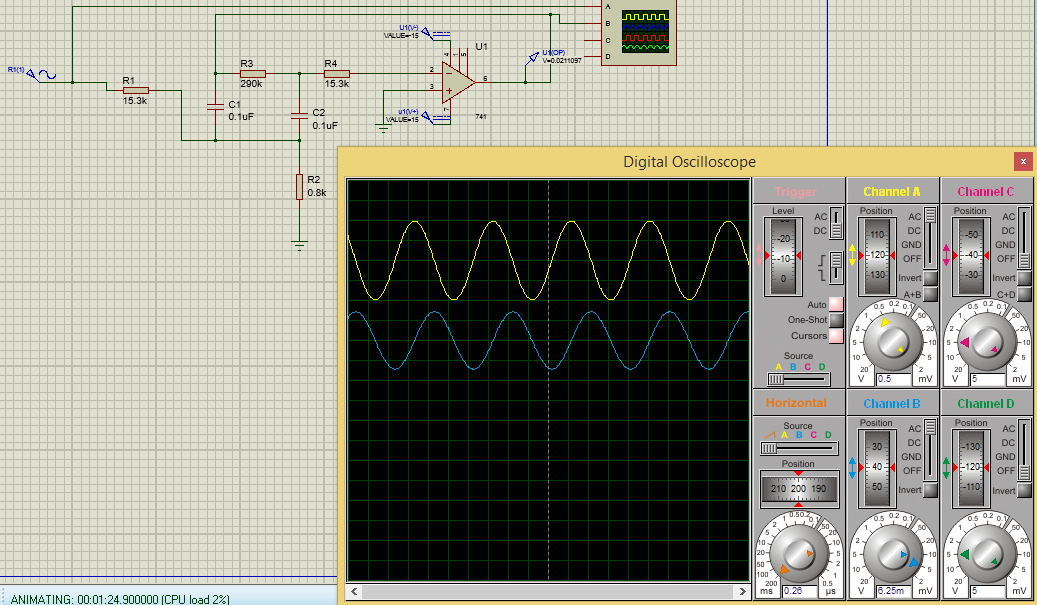 A
B
C
D
U1(V-)
VALUE=-15
U1
R1(1)
U1(OP)
V=0.0211097
R3
290k
R4
15.3k
R1
15.3k
2
3
6
4
1
5
7
741
C1
0.1uF
C2
0.1uF
u1(V+)
VALUE=15
R2
0.8k
Digital Oscilloscope
x
Trigger
Level
AC
DC
-20
-10
0
Auto
One-Shot
Cursors
Source
A B C D
Channel A
Position
AC
DC
GND
OFF
Invert
A+B
110
120
130
V
0.5
mV
Channel C
Position
AC
DC
GND
OFF
Invert
C+D
-50
-40
-30
V
5
mV
Horizontal
Source
A B C D
Position
210 200 190
ms
0.26
µs
Channel B
Position
AC
DC
GND
OFF
Invert
30
40
50
V
6.25m
mV
Channel D
Position
AC
DC
GND
OFF
Invert
-130
-120
-110
V
5
mV
ANIMATING: 00:01:24.900000 (CPU load 2%)